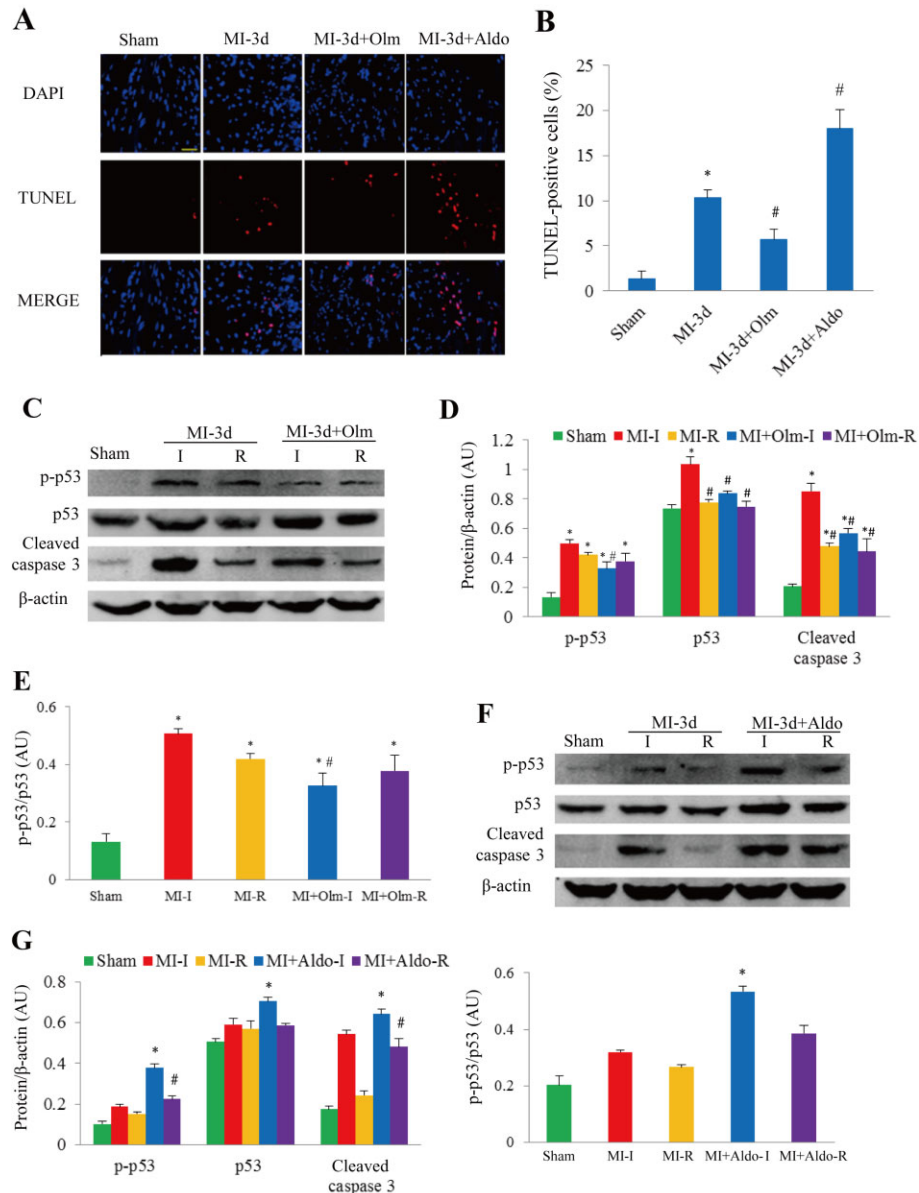 A
Sham MI-3d MI-3d+Olm MI-3d+Aldo
DAPI
TUNEL
MERGE
B
TUNEL-positive cells (%)
25
20
15
10
5
0
*
#
#
Sham MI-3d MI-3d+Olm MI-3d+Aldo
C
MI-3d MI-3d+Olm
Sham I R I R
p-p53
p53
Cleaved
caspase 3
β-actin
D
Sham MI-I MI-R MI+Olm-I MI+Olm-R
Protein/β-actin (AU)
1.2
1
0.8
0.6
0.4
0.2
0
* * * # *
* # # #
* *# *# *#
p-p53 p53 Cleaved
caspase 3
E
p-p53/p53 (AU)
0.6
0.4
0.2
0
* * * # *
Sham MI-I MI-R MI+Olm-I MI+Olm-R
F
MI-3d MI-3d+Aldo
Sham I R I R
p-p53
p53
Cleaved
caspase 3
β-actin
G
Sham MI-I MI-R MI+Aldo-I MI+Aldo-R
Protein/β-actin (AU)
0.8
0.6
0.4
0.2
0
* #
*
* #
p-p53 p53 Cleaved
caspase 3
p-p53/p53 (AU)
0.6
0.4
0.2
0
*
Sham MI-I MI-R MI+Aldo-I MI+Aldo-R